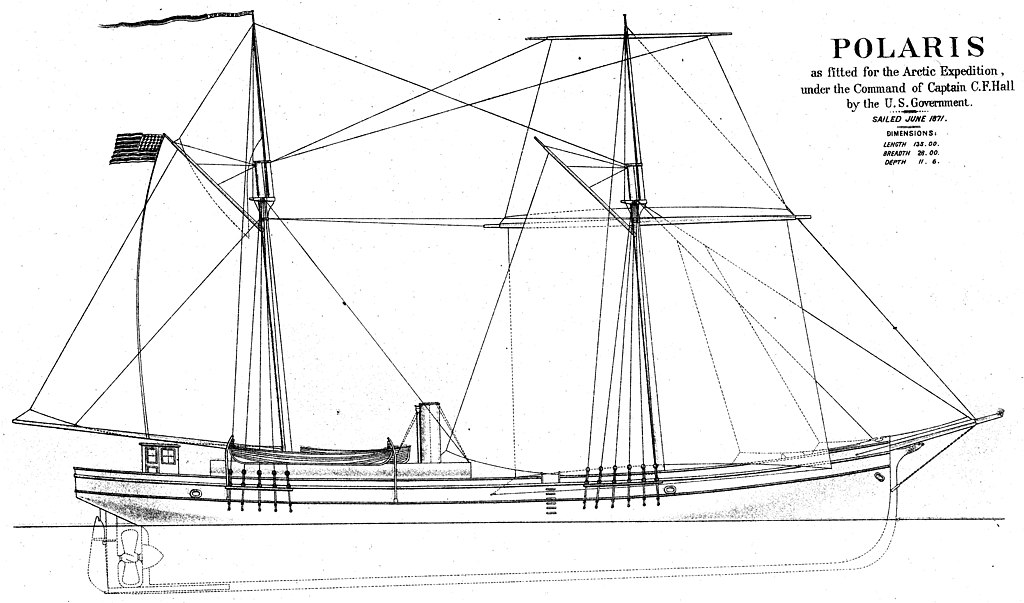 POLARIS
as fitted for the Arctic Expedition,
under the Command of Captain C.F.Hall
by the U.S. Government.
SAILED JUNE 1871.
DIMENSIONS:
LENGTH 135.00.
BREADTH 28.00.
DEPTH 11.6.